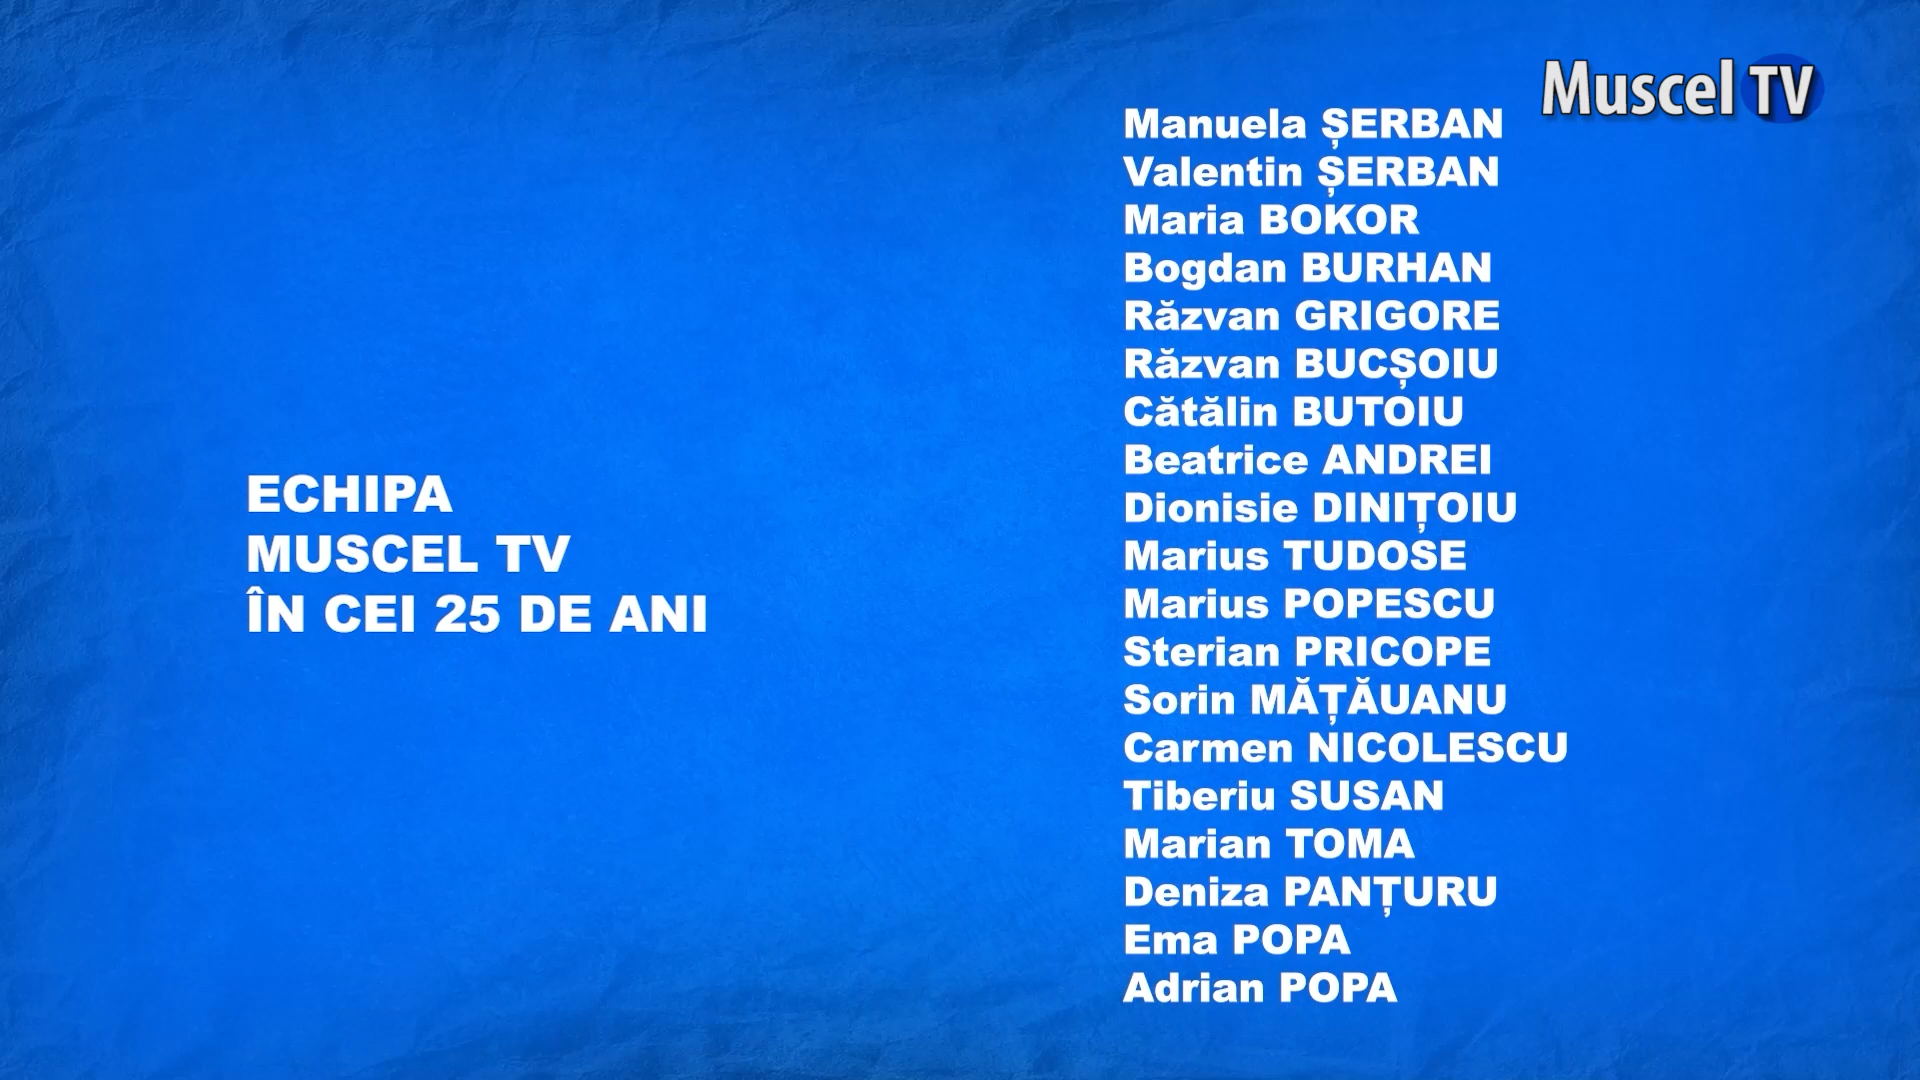 Muscel TV
ECHIPA
MUSCEL TV
ÎN CEI 25 DE ANI
Manuela ȘERBAN
Valentin ȘERBAN
Maria BOKOR
Bogdan BURHAN
Răzvan GRIGORE
Răzvan BUCȘOIU
Cătălin BUTOIU
Beatrice ANDREI
Dionisie DINIȚOIU
Marius TUDOSE
Marius POPESCU
Sterian PRICOPE
Sorin MĂȚĂUANU
Carmen NICOLESCU
Tiberiu SUSAN
Marian TOMA
Deniza PANȚURU
Ema POPA
Adrian POPA